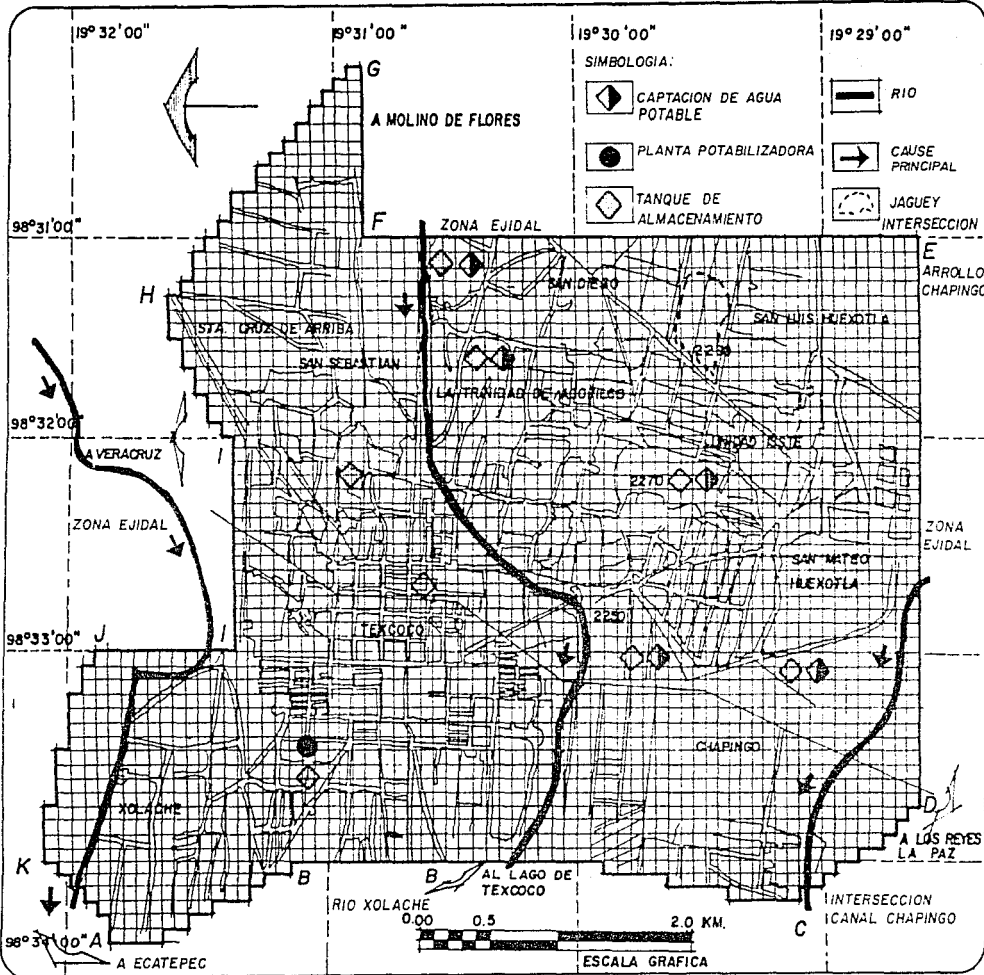 19° 32' 00"
19° 31' 00"
19° 30' 00"
19° 29' 00"
G
A MOLINO DE FLORES
SIMBOLOGIA:
CAPTACION DE AGUA
POTABLE
RIO
PLANTA POTABILIZADORA
CAUSE
PRINCIPAL
TANQUE DE
ALMACENAMIENTO
JAGUEY
INTERSECCION
98° 31' 00"
F
ZONA EJIDAL
E
ARROLLO
CHAPINGO
SAN DIEGO
H
STA. CRUZ DE ARRIBA
SAN SEBASTIAN
SAN LUIS HUEXOTLA
LA TRINIDAD DE
98° 32' 00"
A VERACRUZ
I
UNIDAD ISSTE
2270
ZONA EJIDAL
ZONA
EJIDAL
SAN MATEO
HUEXOTLA
2250
98° 33' 00"
J
I
TEXCOCO
CHAPINGO
XOLACHE
D
A LOS REYES
LA PAZ
K
B
B
AL LAGO DE
TEXCOCO
RIO XOLACHE
INTERSECCION
CANAL CHAPINGO
C
0.00
0.5
2.0 KM.
ESCALA GRAFICA
98° 34' 00"
A
A ECATEPEC